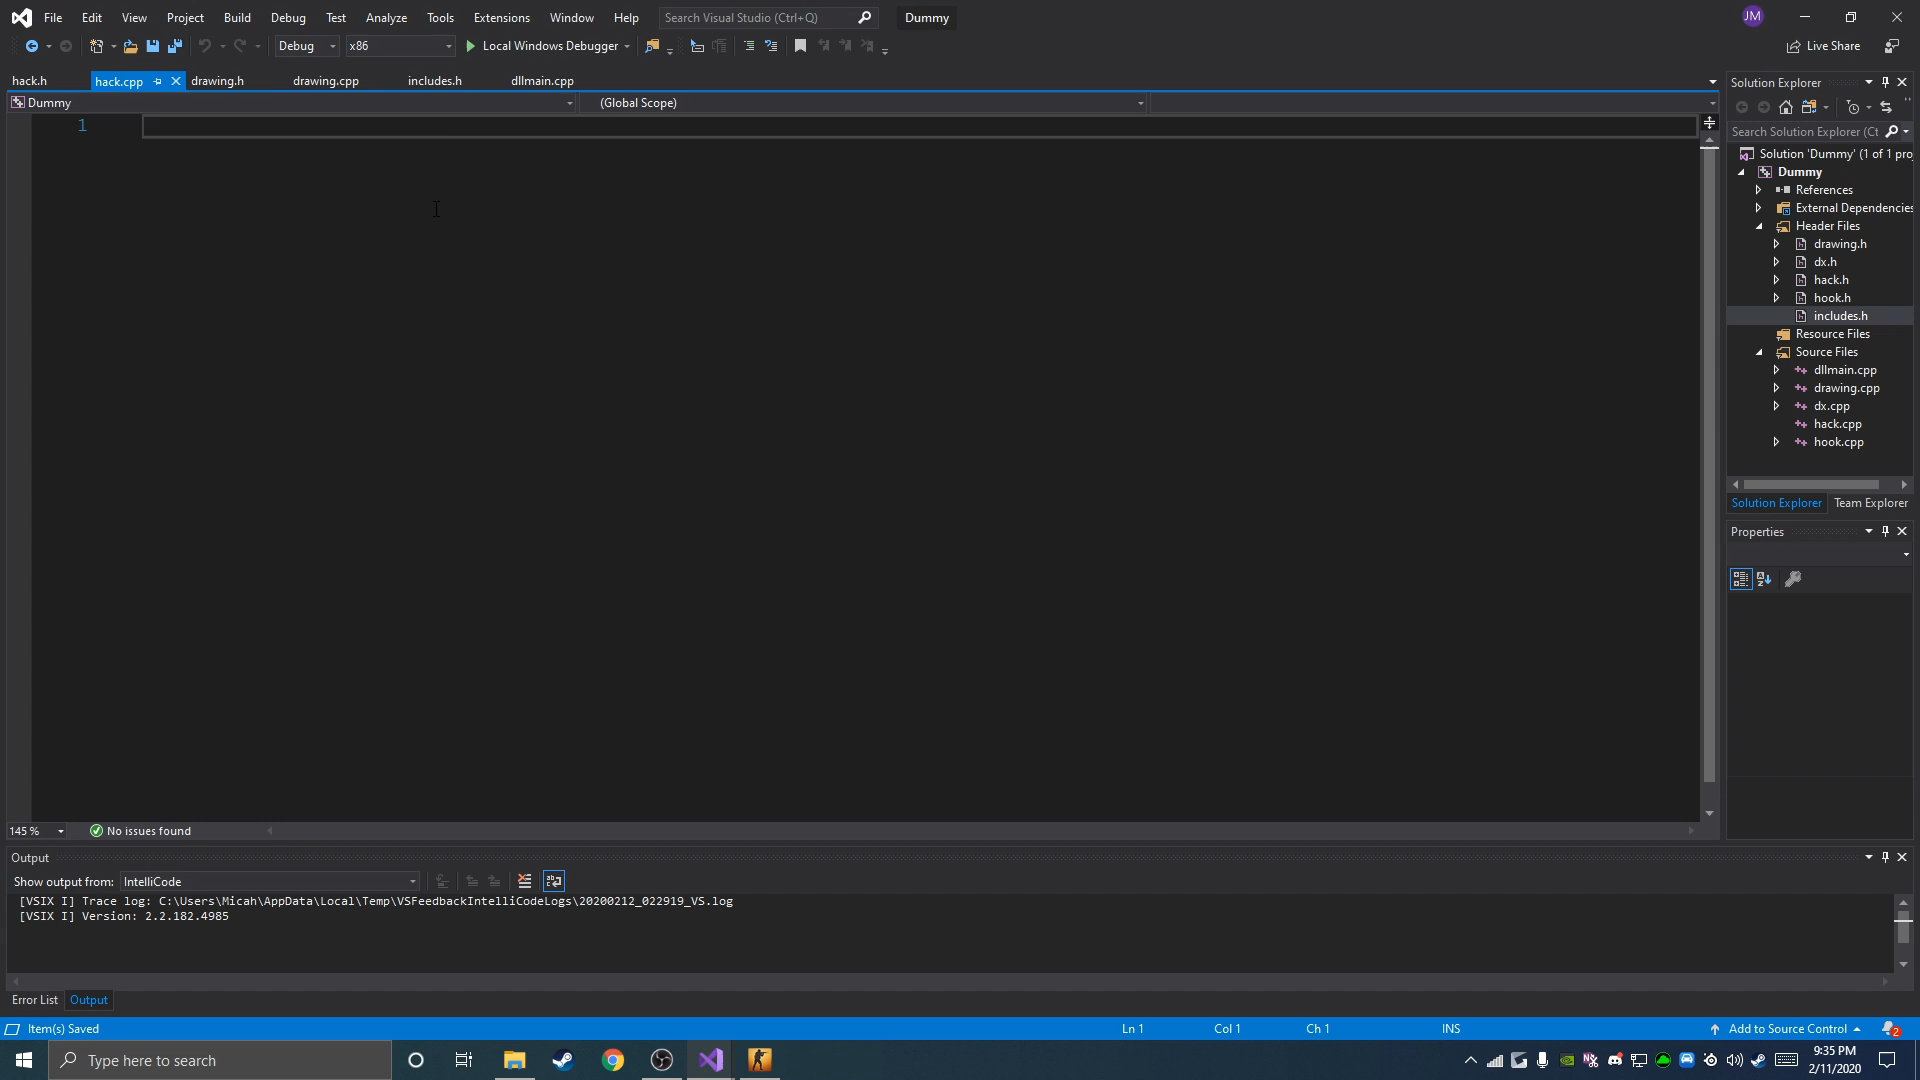 File Edit View Project Build Debug Test Analyze Tools Extensions Window Help Search Visual Studio (Ctrl+Q) Dummy JM
Debug x86 Local Windows Debugger Live Share
hack.h hack.cpp drawing.h drawing.cpp includes.h dllmain.cpp
Dummy (Global Scope)
1
Solution Explorer
Search Solution Explorer (Ct
Solution 'Dummy' (1 of 1 pro
Dummy
References
External Dependencies
Header Files
drawing.h
dx.h
hack.h
hook.h
includes.h
Resource Files
Source Files
dllmain.cpp
drawing.cpp
dx.cpp
hack.cpp
hook.cpp
Solution Explorer Team Explorer
Properties
145 % No issues found
Output
Show output from: IntelliCode
[VSIX I] Trace log: C:\Users\Micah\AppData\Local\Temp\VSFeedbackIntelliCodeLogs\20200212_022919_VS.log
[VSIX I] Version: 2.2.182.4985
Error List Output
Item(s) Saved Ln 1 Col 1 Ch 1 INS Add to Source Control 2
Type here to search 9:35 PM
2/11/2020